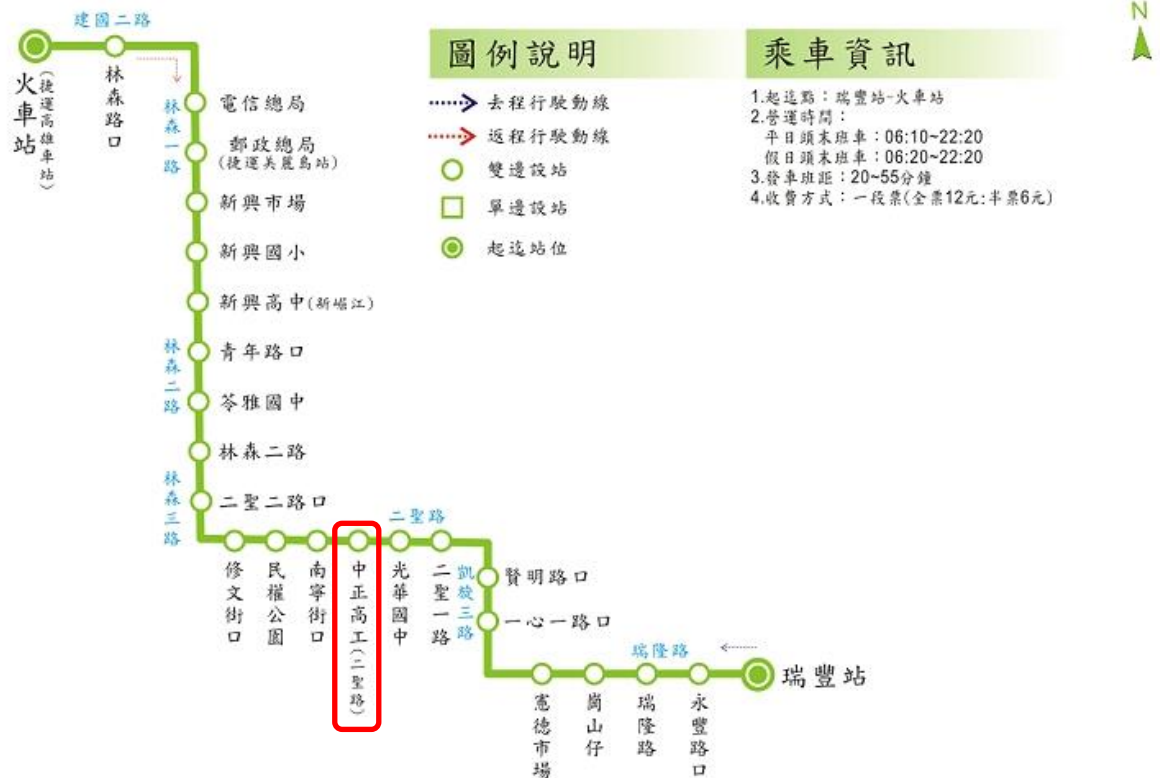 建國二路
N
火車站
(捷運高雄車站)
林森路口
圖例說明
乘車資訊
去程行駛動線
返程行駛動線
雙邊設站
單邊設站
起迄站位
1.起迄點：瑞豐站-火車站
2.營運時間：
平日頭末班車：06:10~22:20
假日頭末班車：06:20~22:20
3.發車班距：20~55分鐘
4.收費方式：一段票(全票12元:半票6元)
林森一路
電信總局
郵政總局
(捷運美麗島站)
新興市場
新興國小
新興高中(新崛江)
林森二路
青年路口
苓雅國中
林森二路
林森三路
二聖二路口
二聖路
修文街口
民權公園
南寧街口
中正高工(二聖路)
光華國中
二聖一路
凱旋三路
賢明路口
一心一路口
瑞隆路
憲德市場
崗山仔
瑞隆路
永豐路口
瑞豐站